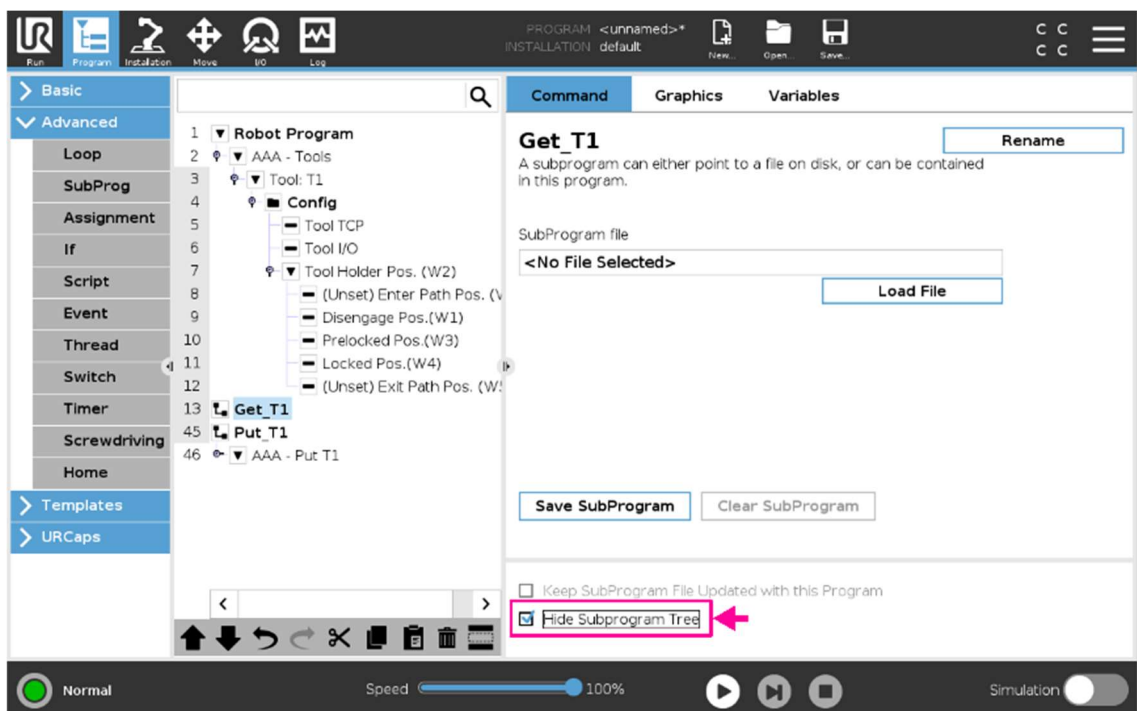 UR
PROGRAM <unnamed>*
INSTALLATION default
C C
C C
Run Program Installation Move I/O Log
New... Open... Save...
Basic
Advanced
Loop
SubProg
Assignment
If
Script
Event
Thread
Switch
Timer
Screwdriving
Home
Templates
URCaps
1 Robot Program
2 AAA - Tools
3 Tool: T1
4 Config
5 Tool TCP
6 Tool I/O
7 Tool Holder Pos. (W2)
8 (Unset) Enter Path Pos. (
9 Disengage Pos.(W1)
10 Prelocked Pos.(W3)
11 Locked Pos.(W4)
12 (Unset) Exit Path Pos. (W
13 Get_T1
45 Put_T1
46 AAA - Put T1
Command Graphics Variables
Get_T1
Rename
A subprogram can either point to a file on disk, or can be contained
in this program.
SubProgram file
<No File Selected>
Load File
Save SubProgram Clear SubProgram
Keep SubProgram File Updated with this Program
Hide Subprogram Tree
Normal
Speed 100%
Simulation